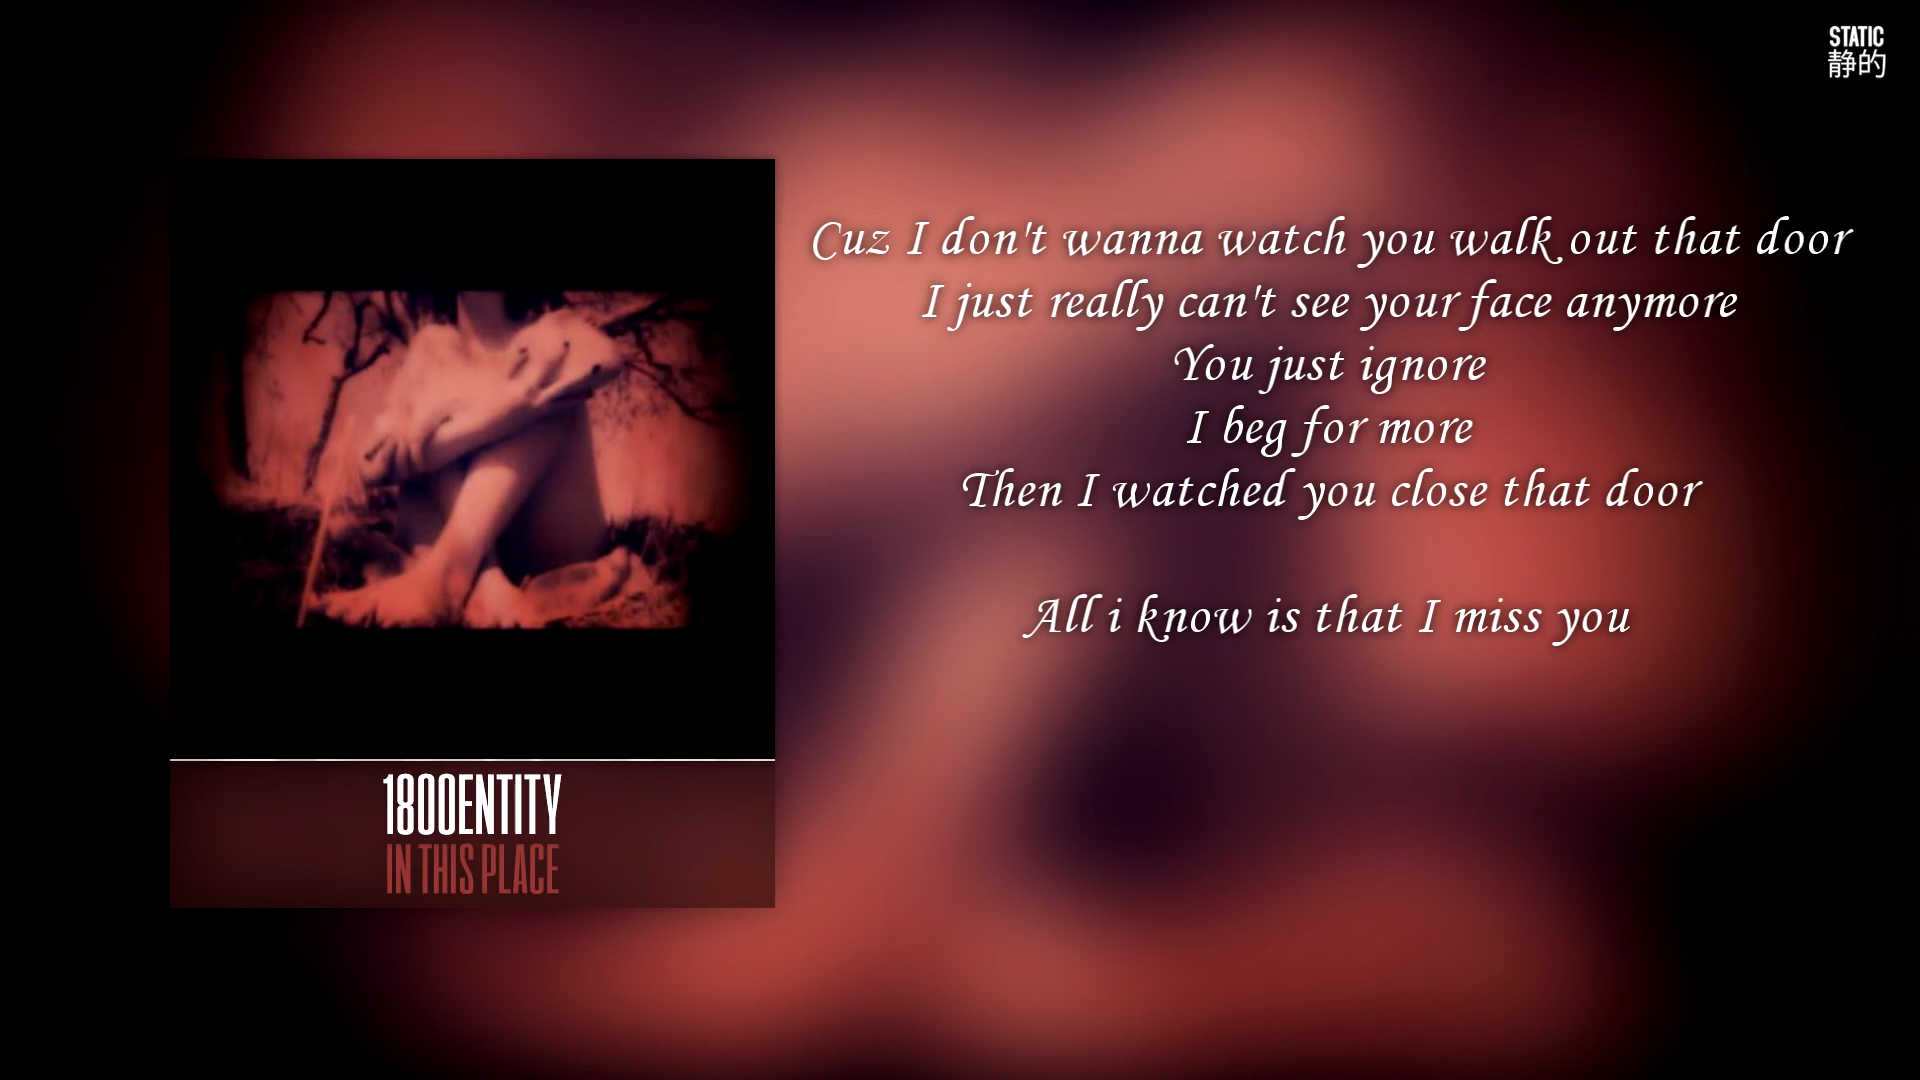 STATIC
静的
Cuz I don't wanna watch you walk out that door
I just really can't see your face anymore
You just ignore
I beg for more
Then I watched you close that door
All i know is that I miss you
1800ENTITY
IN THIS PLACE